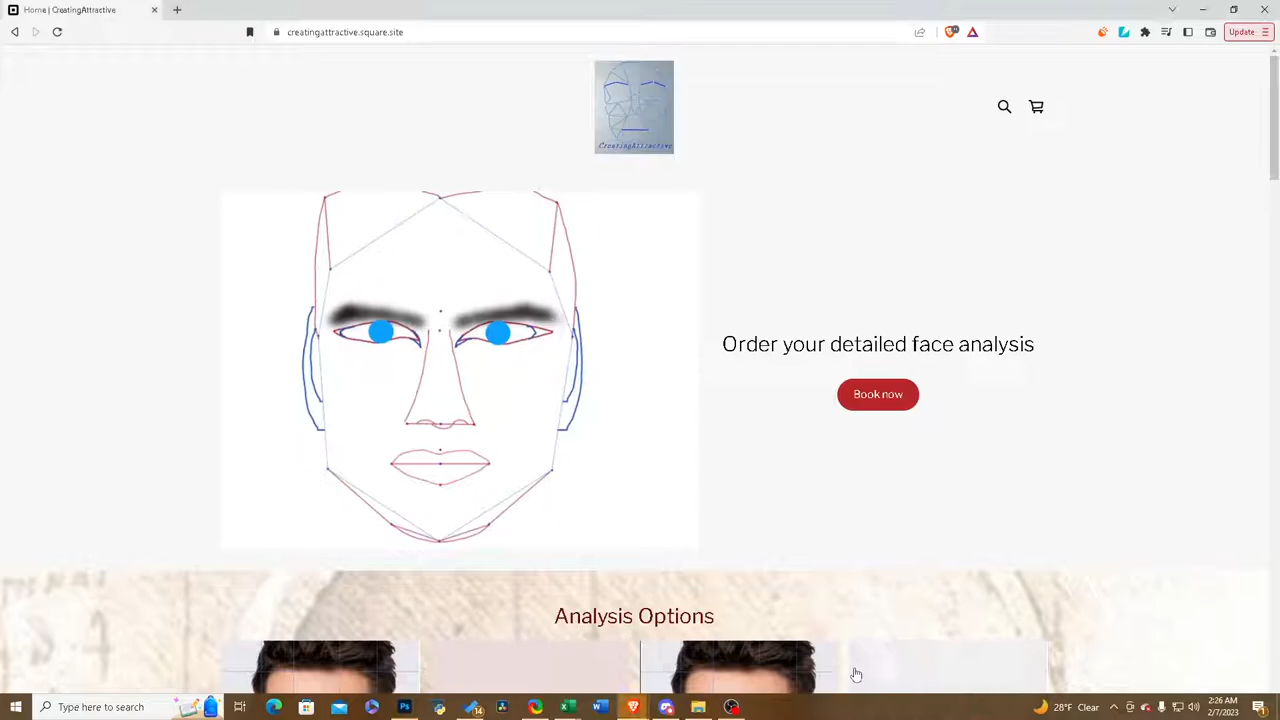 Home | CreatingAttractive
creatingattractive.square.site
Update
CreatingAttractive
Order your detailed face analysis
Book now
Analysis Options
Type here to search
28°F Clear
2:26 AM
2/7/2023